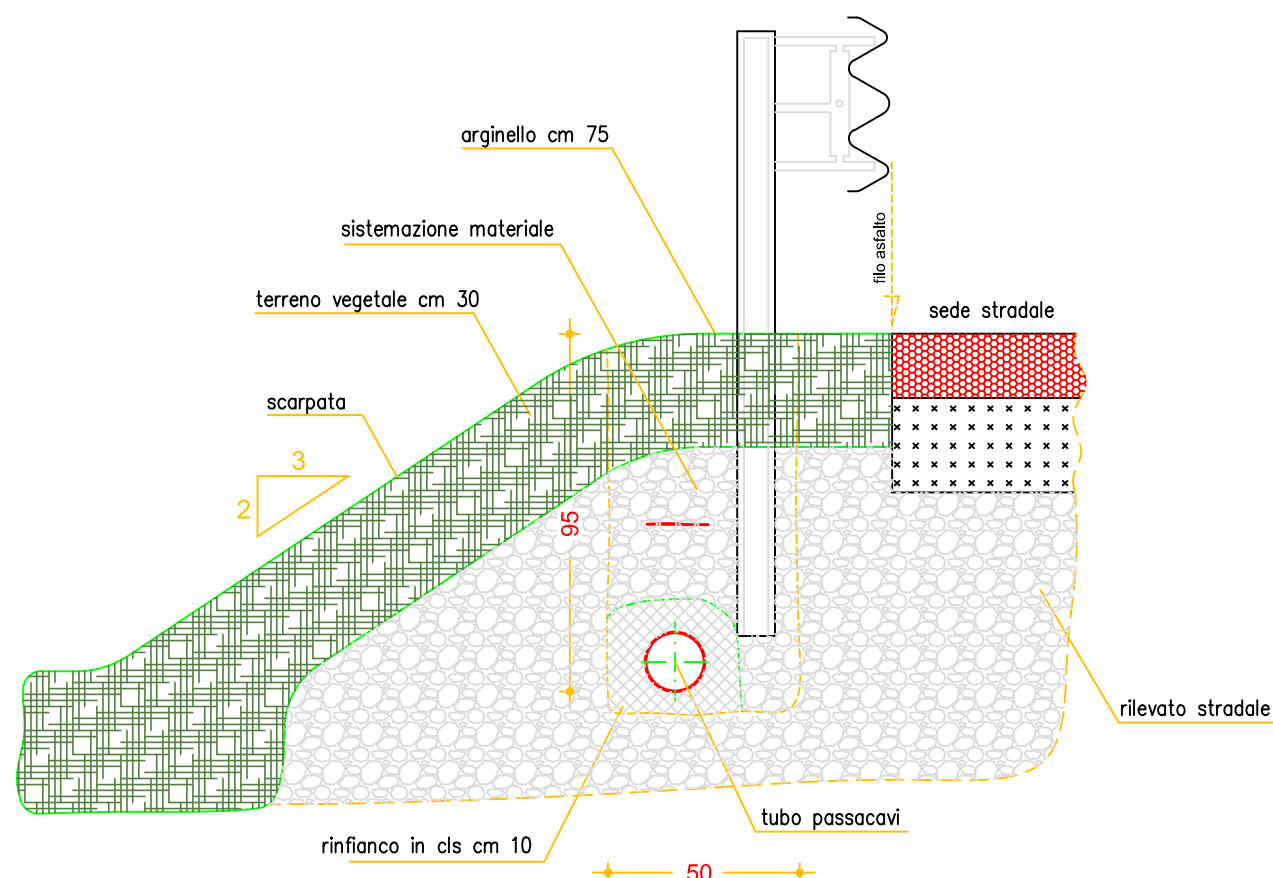 arginello cm 75
sistemazione materiale
filo asfalto
terreno vegetale cm 30
sede stradale
scarpata
3
2
95
rilevato stradale
tubo passacavi
rinfianco in cls cm 10
50